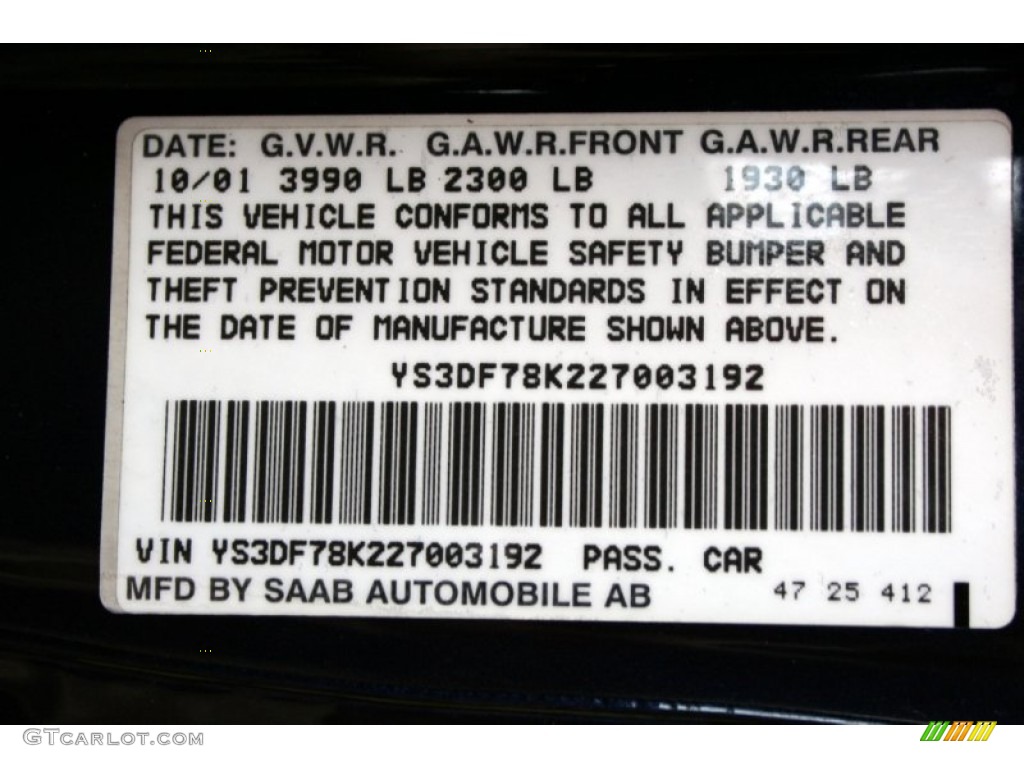 DATE: G.V.W.R. G.A.W.R.FRONT G.A.W.R.REAR
10/01 3990 LB 2300 LB 1930 LB
THIS VEHICLE CONFORMS TO ALL APPLICABLE
FEDERAL MOTOR VEHICLE SAFETY BUMPER AND
THEFT PREVENTION STANDARDS IN EFFECT ON
THE DATE OF MANUFACTURE SHOWN ABOVE.
YS3DF78K227003192
VIN YS3DF78K227003192 PASS. CAR
MFD BY SAAB AUTOMOBILE AB 47 25 412
GTcarlot.com